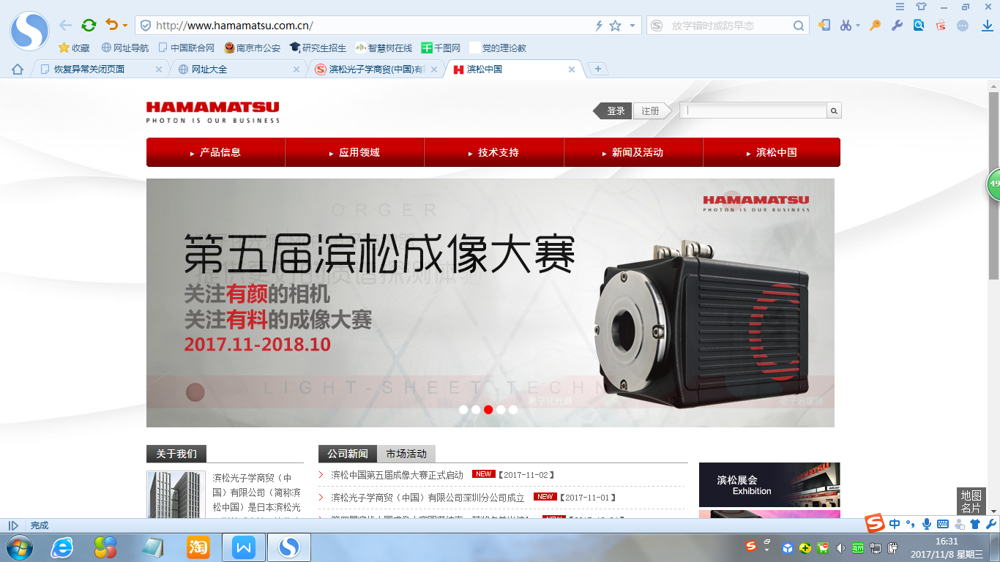 http://www.hamamatsu.com.cn/
放学错时或防早恋
收藏
网址导航
中国联合网
南京市公安
研究生招生
智慧树在线
千图网
党的理论教
恢复异常关闭页面
网址大全
滨松光子学商贸(中国)有
滨松中国
HAMAMATSU
PHOTON IS OUR BUSINESS
登录
注册
产品信息
应用领域
技术支持
新闻及活动
滨松中国
ORGER
HAMAMATSU
PHOTON IS OUR BUSINESS
第五届滨松成像大赛
提供更好的质谱探测体验
关注有颜的相机
关注有料的成像大赛
2017.11-2018.10
LIGHT-SHEET TECHN
49
关于我们
公司新闻
市场活动
滨松光子学商贸（中
国）有限公司（简称滨
松中国）是日本滨松光
滨松中国第五届成像大赛正式启动 NEW 【2017-11-02】
滨松光子学商贸（中国）有限公司深圳分公司成立 NEW 【2017-11-01】
滨松展会
Exhibition
地图
名片
完成
中
淘
16:31
2017/11/8 星期三